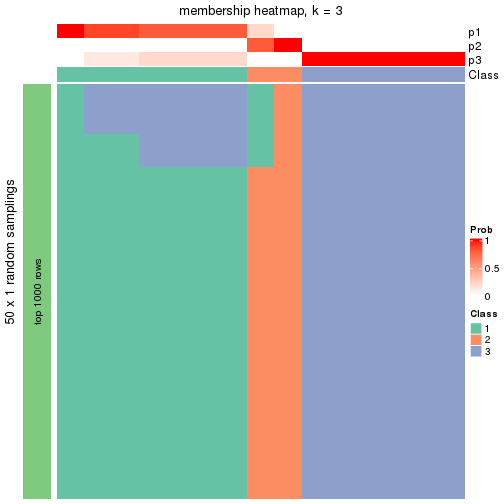 membership heatmap, k = 3
p1
p2
p3
Class
50 x 1 random samplings
top 1000 rows
Prob
1
0.5
0
Class
1
2
3